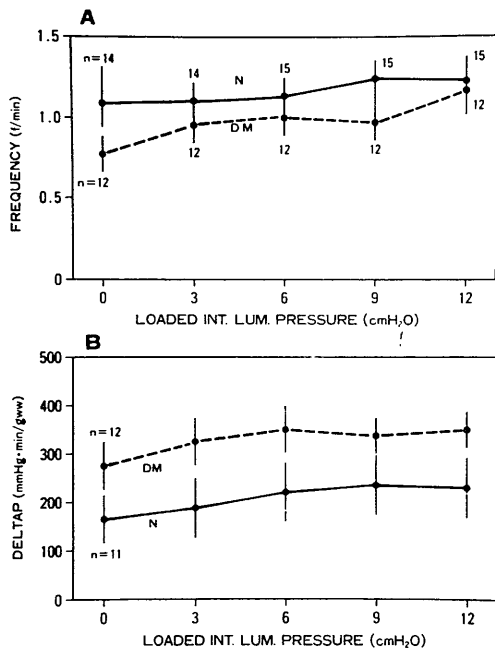 A
1.5
n=14
14
N
15
15
15
1.0
DM
12
12
12
12
n=12
0.5
0
FREQUENCY (f/min)
0 3 6 9 12
LOADED INT. LUM. PRESSURE (cmH₂O)
B
500
400
n=12
300
DM
200
N
100
n=11
0
DELTAP (mmHg·min/gww)
0 3 6 9 12
LOADED INT. LUM. PRESSURE (cmH₂O)